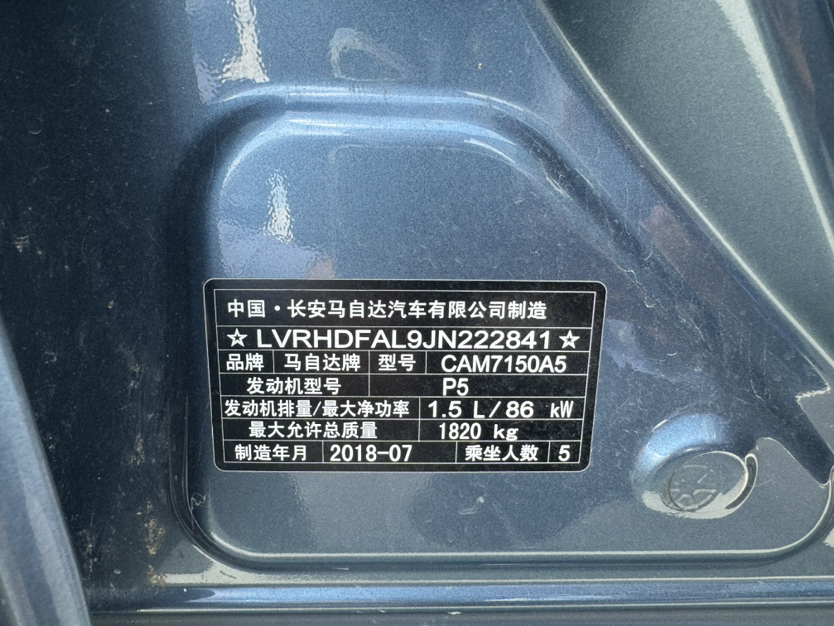 中国·长安马自达汽车有限公司制造
☆LVRHDFAL9JN222841☆
品牌 马自达牌 型号 CAM7150A5
发动机型号 P5
发动机排量/最大净功率 1.5 L/86 kW
最大允许总质量 1820 kg
制造年月 2018-07 乘坐人数 5